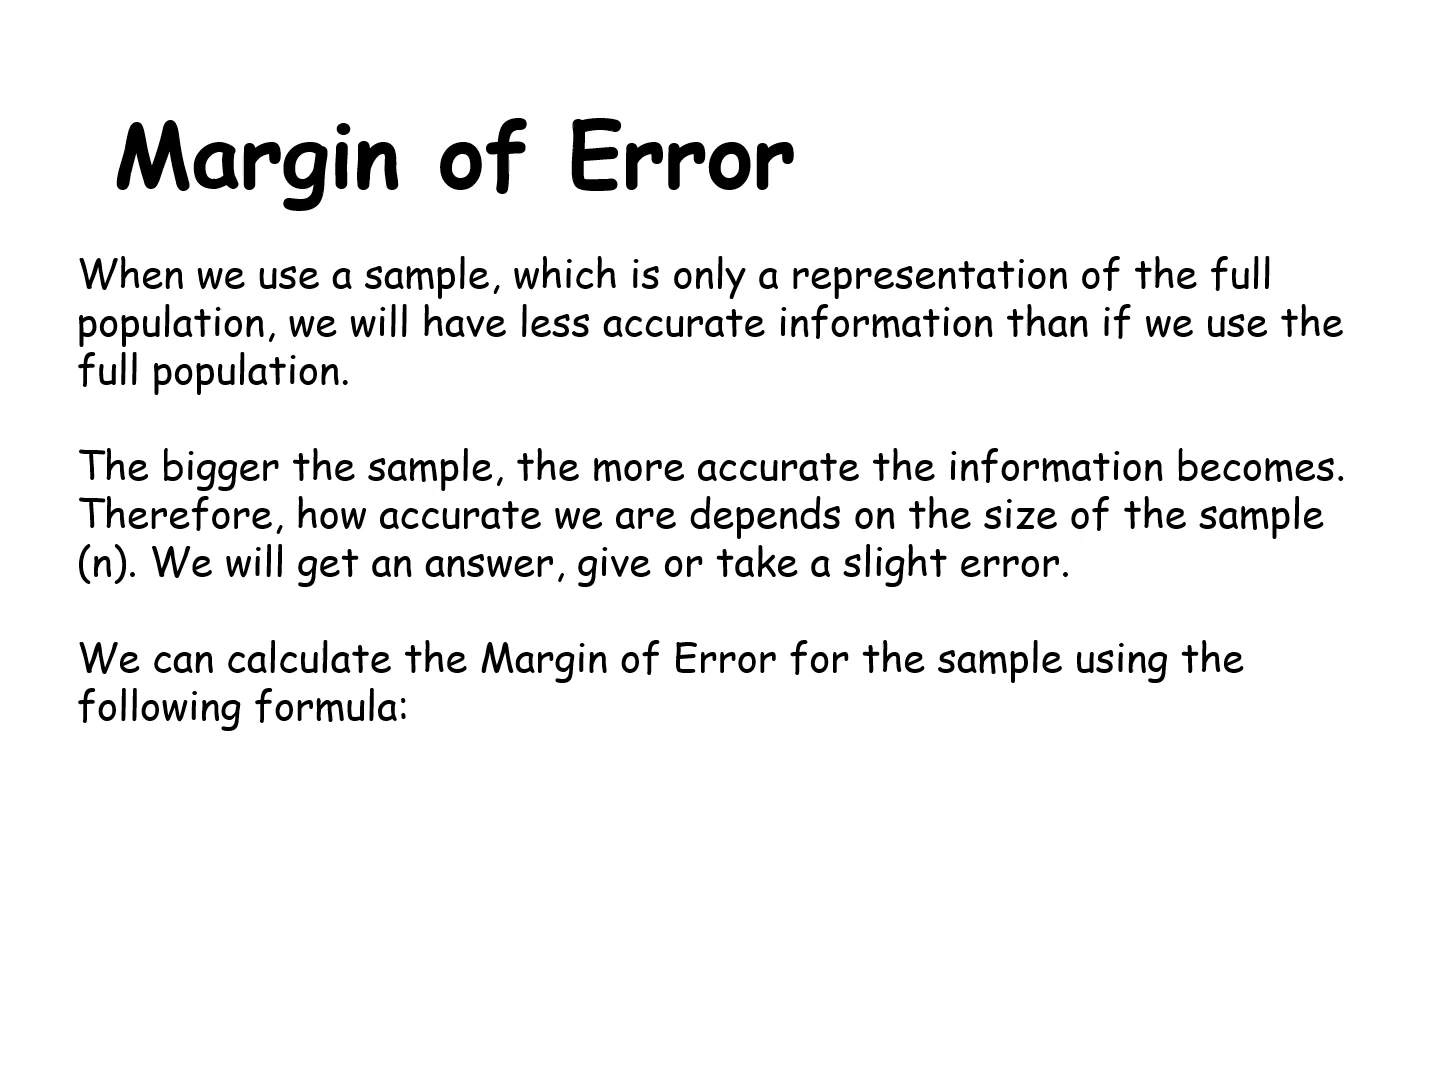 Margin of Error
When we use a sample, which is only a representation of the full
population, we will have less accurate information than if we use the
full population.
The bigger the sample, the more accurate the information becomes.
Therefore, how accurate we are depends on the size of the sample
(n). We will get an answer, give or take a slight error.
We can calculate the Margin of Error for the sample using the
following formula: